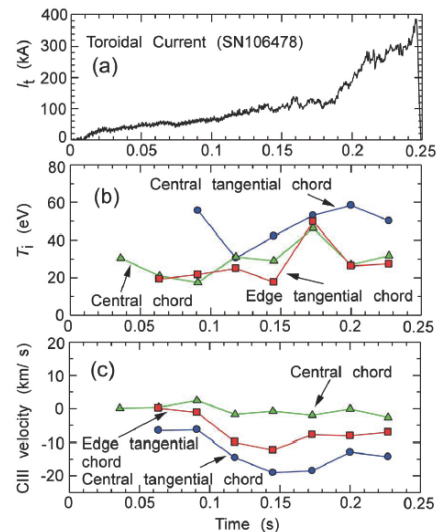 400
300
200
100
0
I_t (kA)
Toroidal Current (SN106478)
(a)
0 0.05 0.1 0.15 0.2 0.25
80
60
40
20
0
T_i (eV)
(b)
Central tangential chord
Central chord
Edge tangential chord
0 0.05 0.1 0.15 0.2 0.25
10
0
-10
-20
CIII velocity (km/ s)
(c)
Central chord
Edge tangential
chord
Central tangential chord
0 0.05 0.1 0.15 0.2 0.25
Time (s)